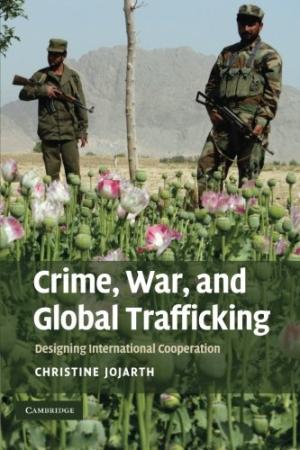 Crime, War, and
Global Trafficking
Designing International Cooperation
CHRISTINE JOJARTH
CAMBRIDGE